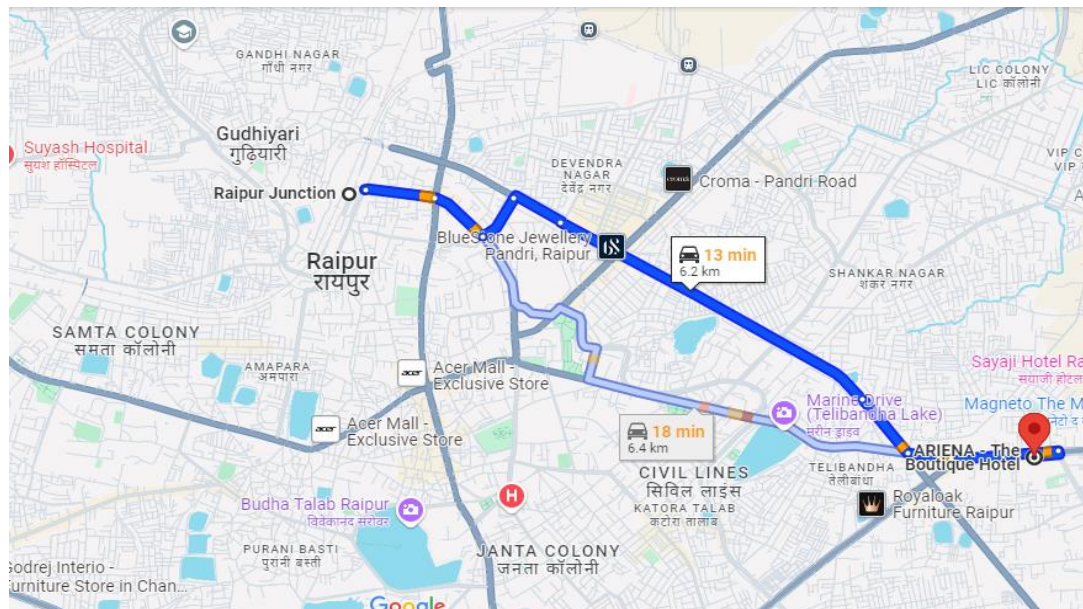 GANDHI NAGAR
गाँधी नगर
LIC COLONY
LIC कॉलोनी
Suyash Hospital
सुयश हॉस्पिटल
Gudhiyari
गुढ़ियारी
DEVENDRA
NAGAR
देवेंद्र नगर
VIP
VIP
Croma - Pandri Road
croma
Raipur Junction
BlueStone Jewellery
Pandri, Raipur
13 min
6.2 km
Raipur
रायपुर
SHANKAR NAGAR
शंकर नगर
SAMTA COLONY
समता कॉलोनी
AMAPARA
अमपारा
acer
Acer Mall -
Exclusive Store
Sayaji Hotel
सयाजी होटल
Marine Drive
(Telibandha Lake)
मरीन ड्राइव
Magneto The
acer
Acer Mall -
Exclusive Store
18 min
6.4 km
ARIENA - The
Boutique Hotel
CIVIL LINES
सिविल लाइंस
TELIBANDHA
तेलीबांधा
KATORA TALAB
कटोरा तालाब
Budha Talab Raipur
विवेकानंद सरोवर
H
Royaloak
Furniture Raipur
PURANI BASTI
पुरानी बस्ती
JANTA COLONY
जनता कॉलोनी
Godrej Interio -
Furniture Store in Chan...
Google